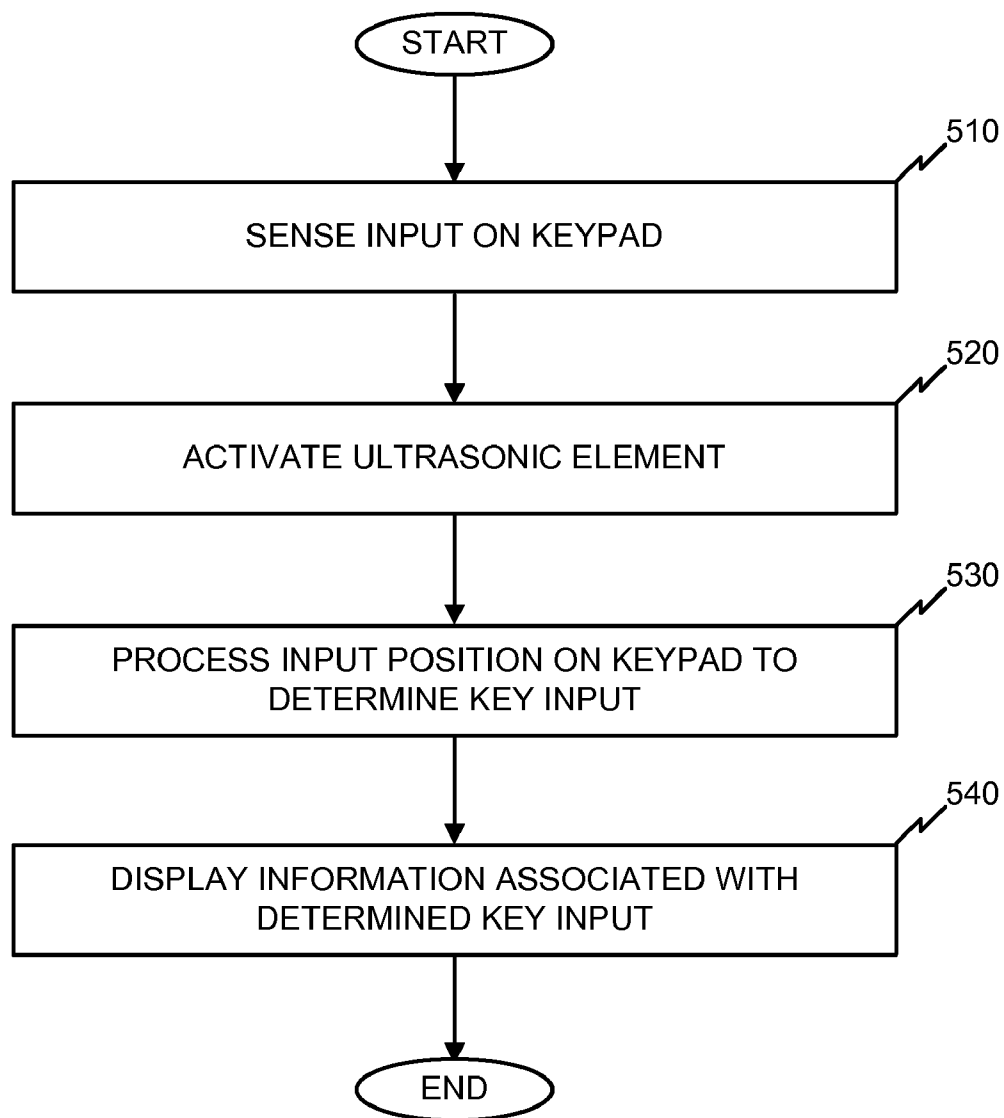 START
510
SENSE INPUT ON KEYPAD
520
ACTIVATE ULTRASONIC ELEMENT
530
PROCESS INPUT POSITION ON KEYPAD TO
DETERMINE KEY INPUT
540
DISPLAY INFORMATION ASSOCIATED WITH
DETERMINED KEY INPUT
END